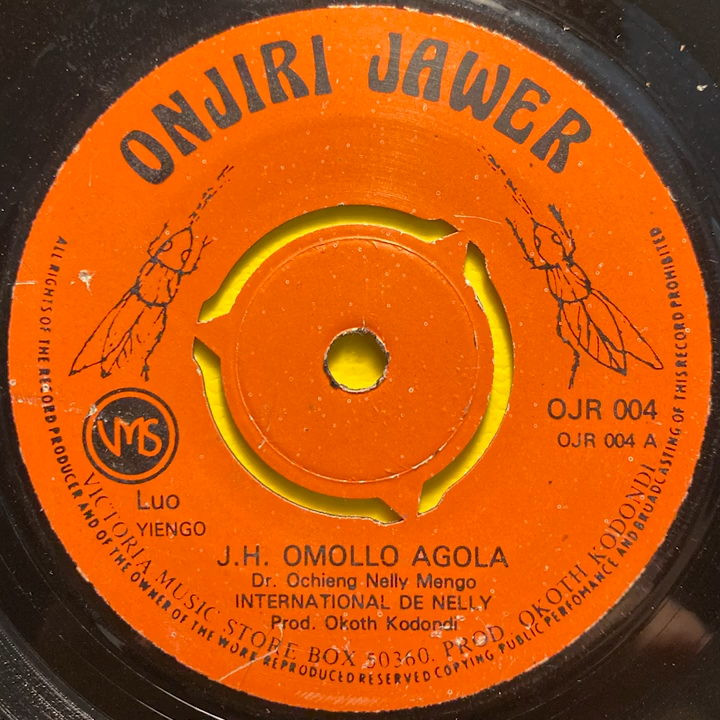 ONJIRI JAWER
VMS
Luo
YIENGO
OJR 004
OJR 004 A
J.H. OMOLLO AGOLA
Dr. Ochieng Nelly Mengo
INTERNATIONAL DE NELLY
Prod. Okoth Kodondi
VICTORIA MUSIC STORE BOX 50360. PROD. OKOTH KODONDI
ALL RIGHTS OF THE RECORD PRODUCER AND OF THE OWNER OF THE WORK REPRODUCED RESERVED COPYING PUBLIC PERFOMANCE AND BROADCASTING OF THIS RECORD PROHIBITED